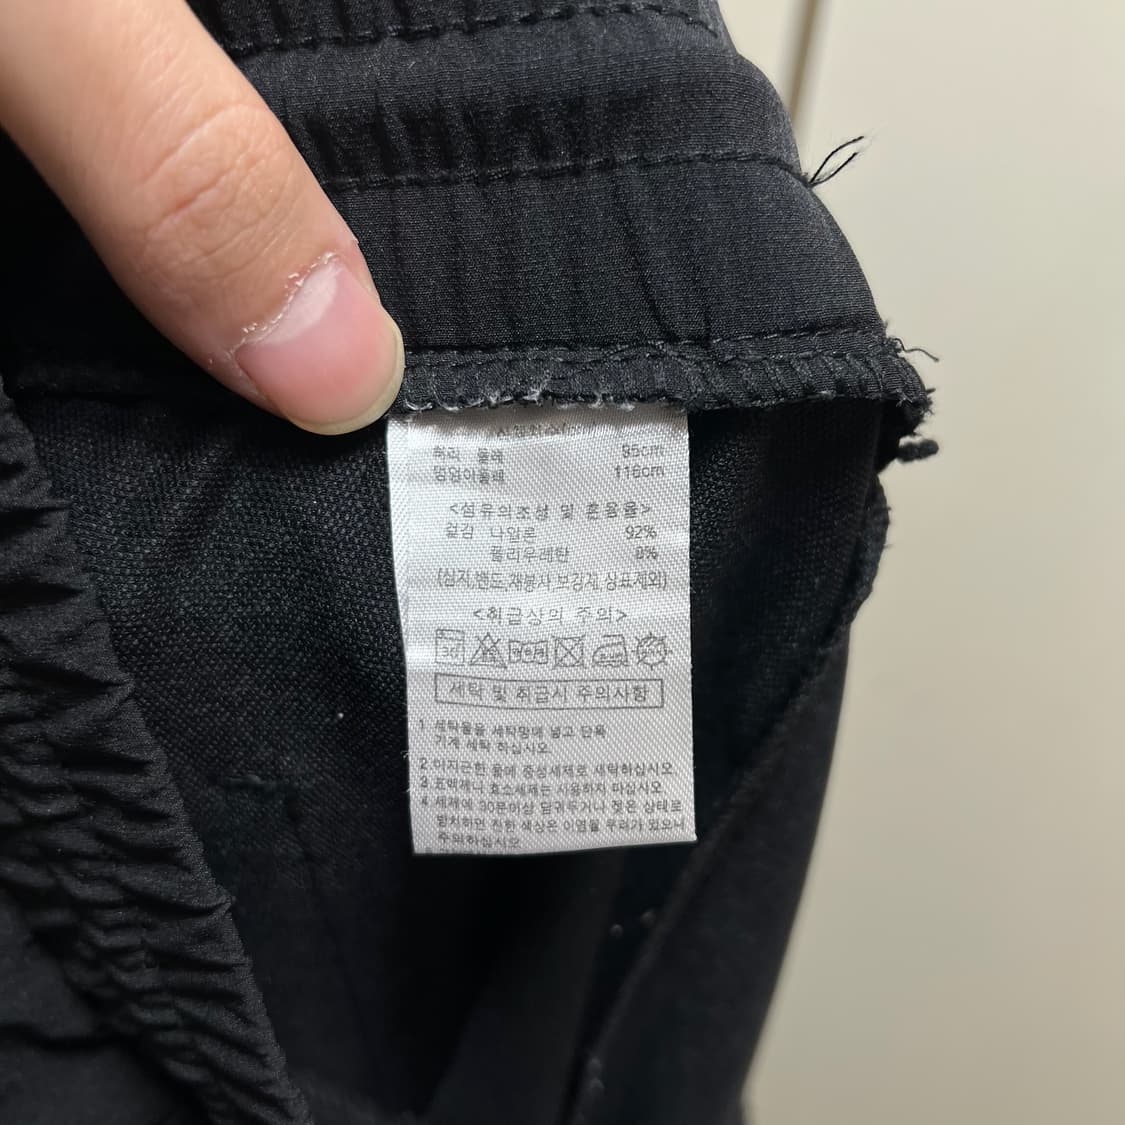 허리 둘레 95cm
엉덩이둘레 116cm
<섬유의조성 및 혼용율>
겉감 나일론 92%
폴리우레탄 8%
(심지,밴드,재봉사,보강재,상표제외)
<취급상의 주의>
30
세탁 및 취급시 주의사항
1 세탁물을 세탁망에 넣고 단독
기계 세탁 하십시오
2 미지근한 물에 중성세제로 세탁하십시오
3 표백제나 효소세제는 사용하지 마십시오
4 세제에 30분이상 담궈두거나 젖은 상태로
방치하면 진한 색상은 이염될 우려가 있으니
주의하십시오